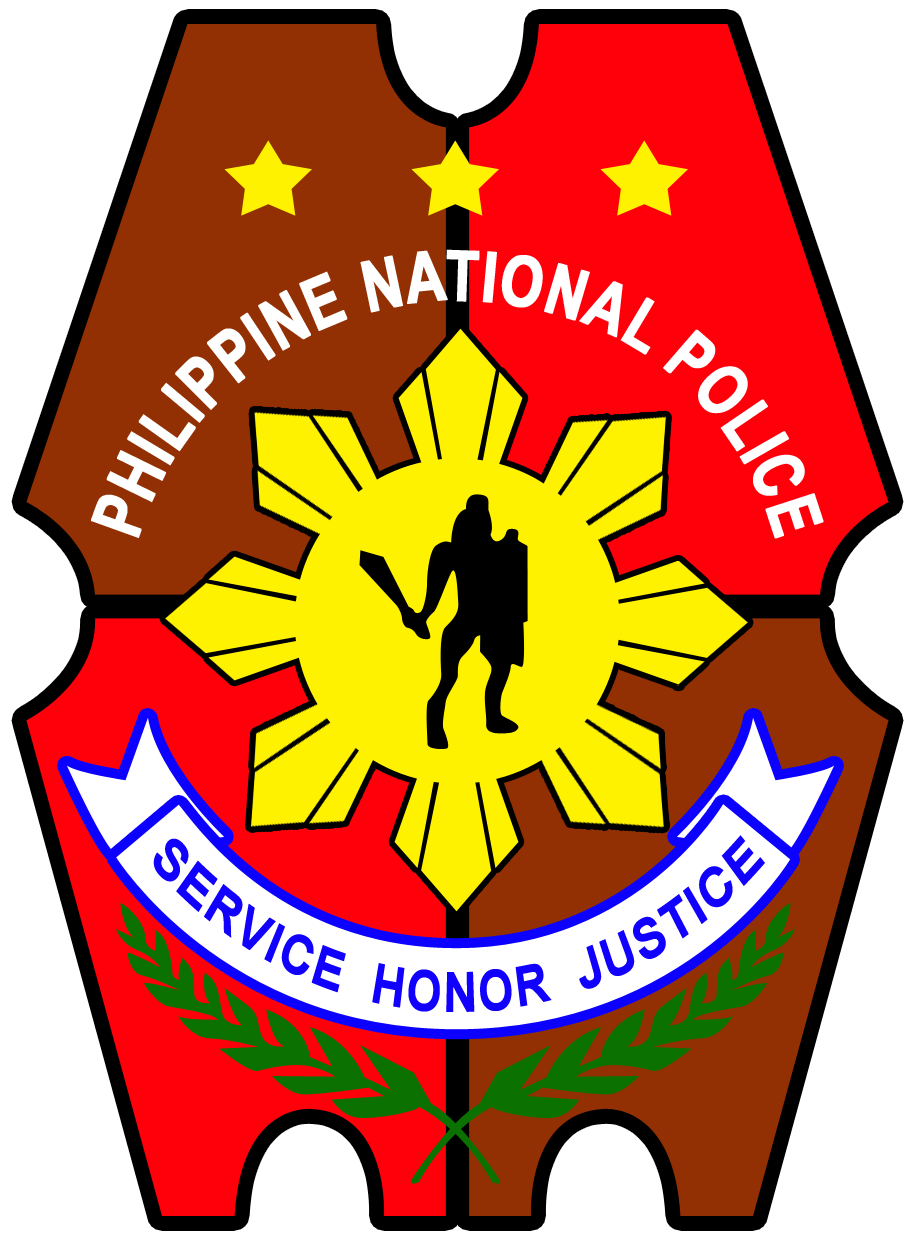 PHILIPPINE NATIONAL POLICE
SERVICE HONOR JUSTICE